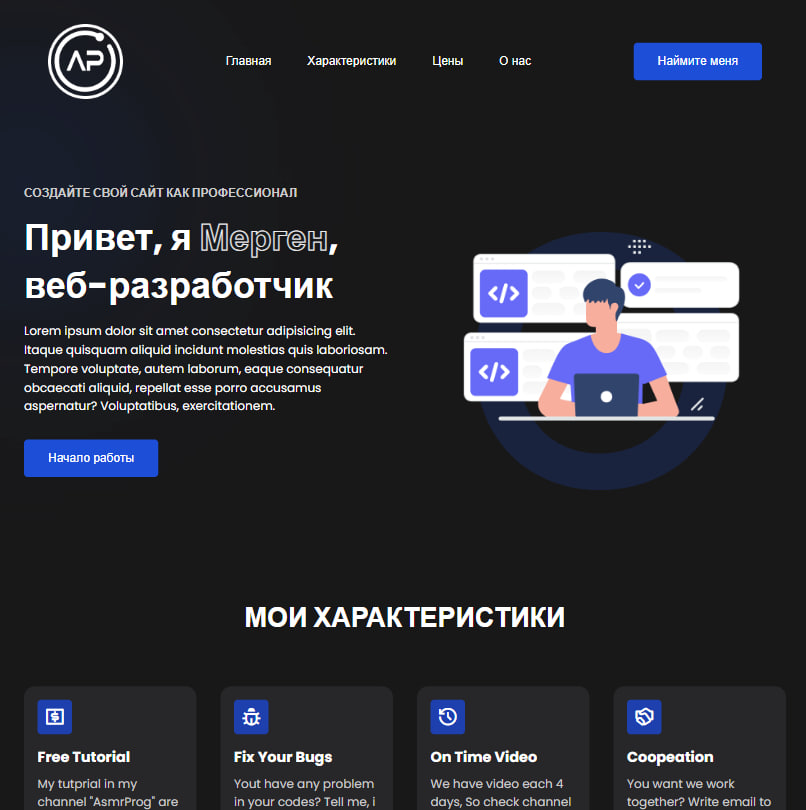 AP
Главная Характеристики Цены О нас Наймите меня
СОЗДАЙТЕ СВОЙ САЙТ КАК ПРОФЕССИОНАЛ
Привет, я Мерген,
веб-разработчик
Lorem ipsum dolor sit amet consectetur adipisicing elit.
Itaque quisquam aliquid incidunt molestias quis laboriosam.
Tempore voluptate, autem laborum, eaque consequatur
obcaecati aliquid, repellat esse porro accusamus
aspernatur? Voluptatibus, exercitationem.
Начало работы
</>
</>
МОИ ХАРАКТЕРИСТИКИ
Free Tutorial
My tutprial in my
channel "AsmrProg" are
Fix Your Bugs
Yout have any problem
in your codes? Tell me, i
On Time Video
We have video each 4
days, So check channel
Coopeation
You want we work
together? Write email to